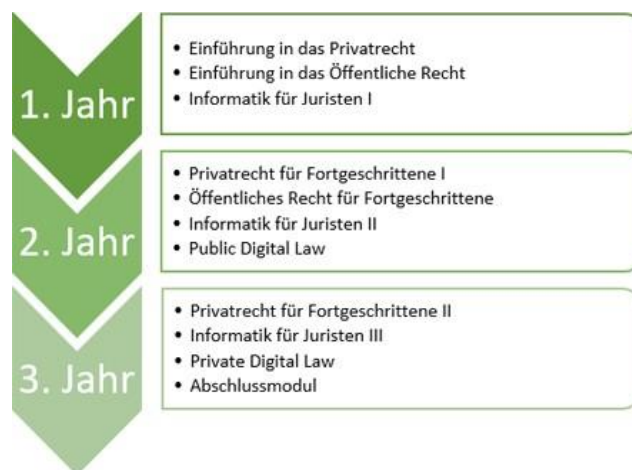 1. Jahr
• Einführung in das Privatrecht
• Einführung in das Öffentliche Recht
• Informatik für Juristen I
2. Jahr
• Privatrecht für Fortgeschrittene I
• Öffentliches Recht für Fortgeschrittene
• Informatik für Juristen II
• Public Digital Law
3. Jahr
• Privatrecht für Fortgeschrittene II
• Informatik für Juristen III
• Private Digital Law
• Abschlussmodul